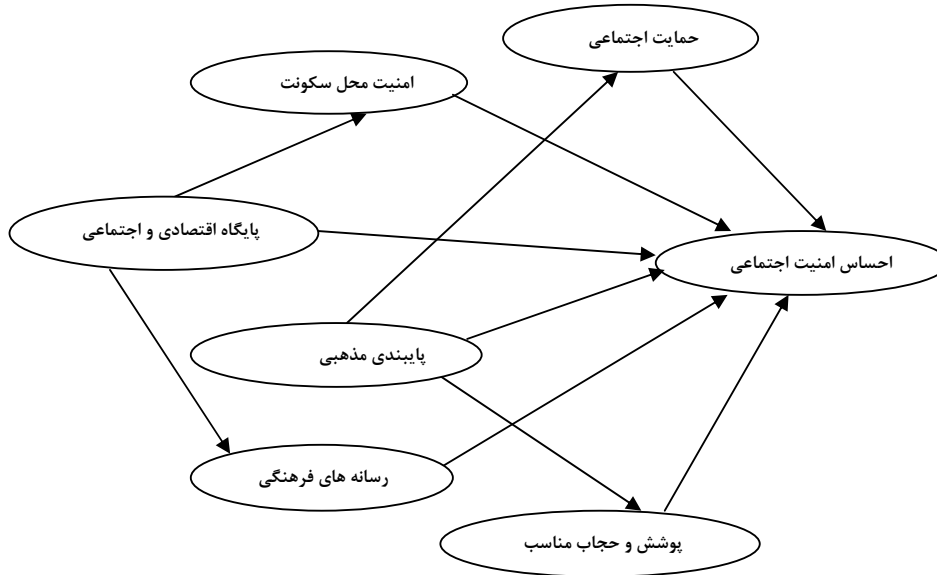 حمایت اجتماعی
امنیت محل سکونت
پایگاه اقتصادی و اجتماعی
احساس امنیت اجتماعی
پایبندی مذهبی
رسانه های فرهنگی
پوشش و حجاب مناسب